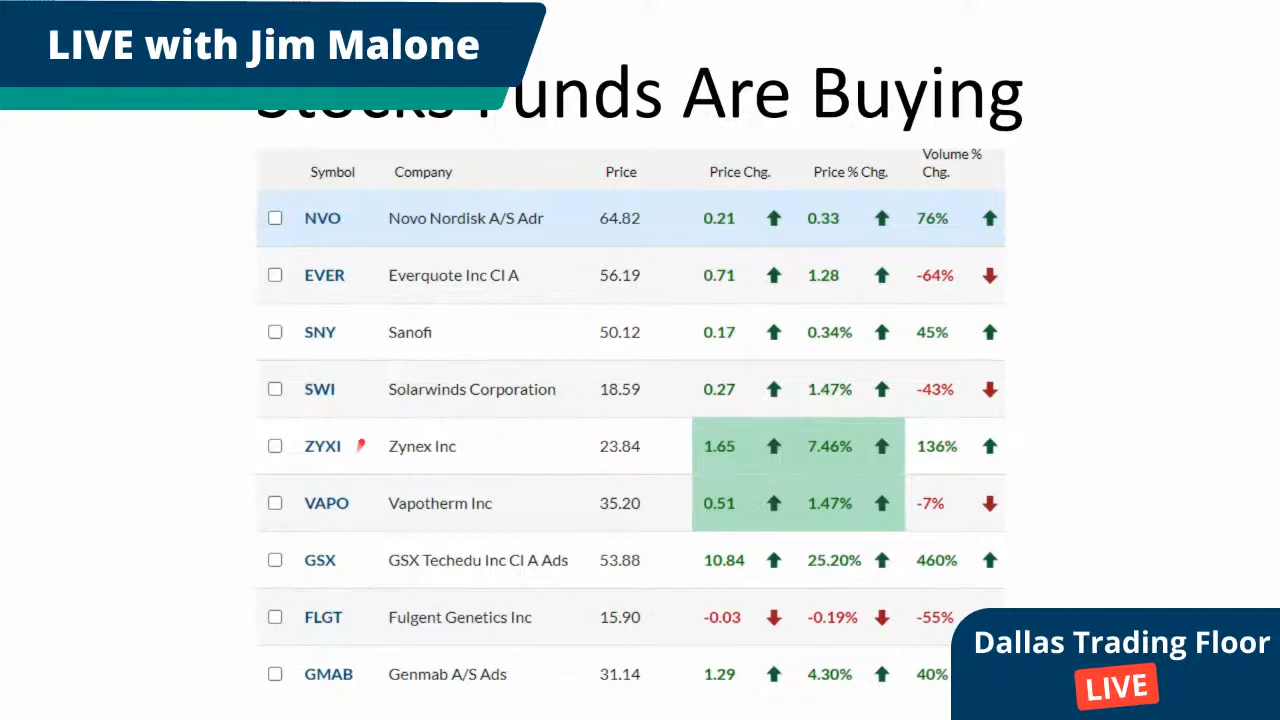 LIVE with Jim Malone
Stocks Funds Are Buying
Symbol Company Price Price Chg. Price % Chg. Volume % Chg.
NVO Novo Nordisk A/S Adr 64.82 0.21 0.33 76%
EVER Everquote Inc Cl A 56.19 0.71 1.28 -64%
SNY Sanofi 50.12 0.17 0.34% 45%
SWI Solarwinds Corporation 18.59 0.27 1.47% -43%
ZYXI Zynex Inc 23.84 1.65 7.46% 136%
VAPO Vapotherm Inc 35.20 0.51 1.47% -7%
GSX GSX Techedu Inc Cl A Ads 53.88 10.84 25.20% 460%
FLGT Fulgent Genetics Inc 15.90 -0.03 -0.19% -55%
GMAB Genmab A/S Ads 31.14 1.29 4.30% 40%
Dallas Trading Floor
LIVE